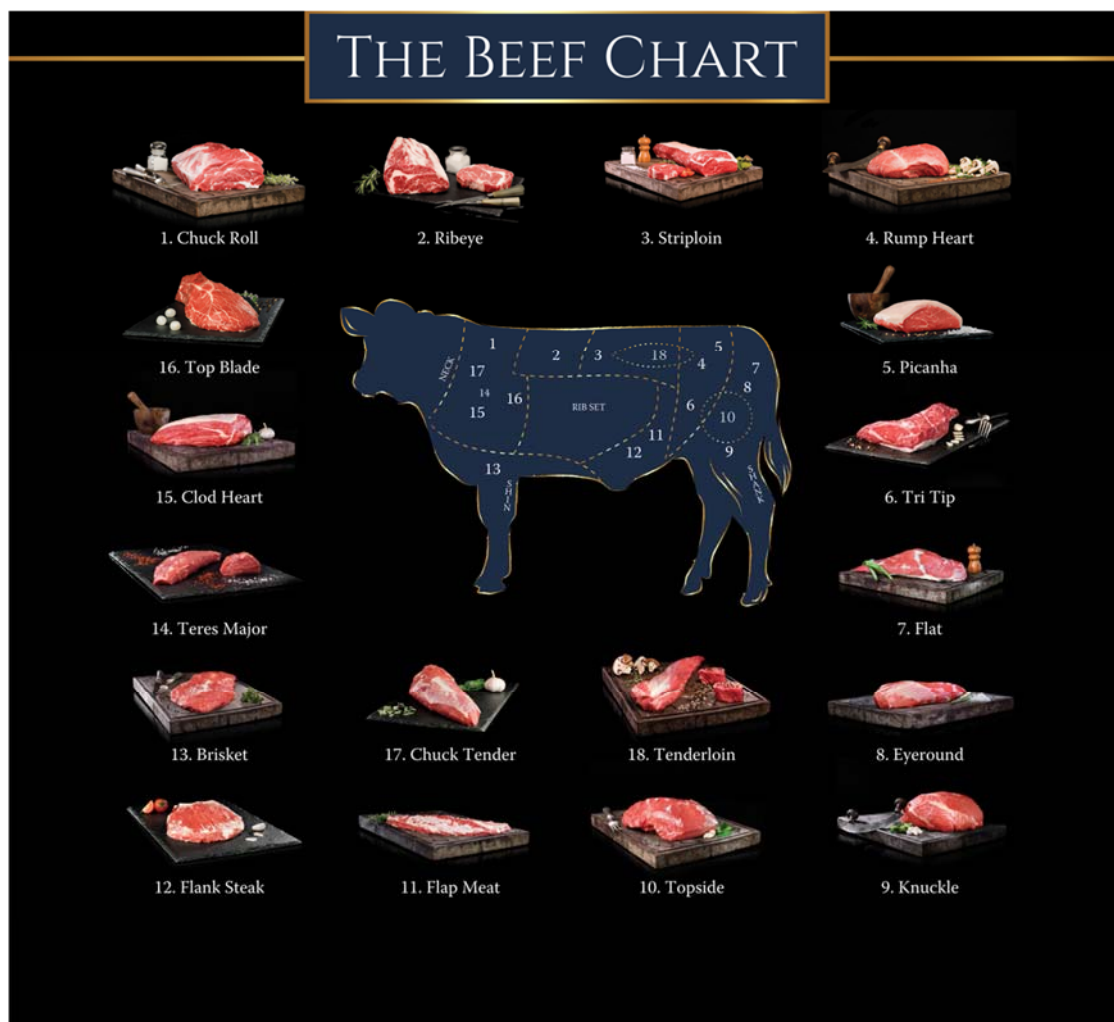 THE BEEF CHART
1. Chuck Roll
2. Ribeye
3. Striploin
4. Rump Heart
16. Top Blade
5. Picanha
15. Clod Heart
6. Tri Tip
14. Teres Major
7. Flat
13. Brisket
17. Chuck Tender
18. Tenderloin
8. Eyeround
12. Flank Steak
11. Flap Meat
10. Topside
9. Knuckle
NECK
1
2
3
18
4
5
7
8
17
14
15
16
RIB SET
6
10
11
12
9
13
SHIN
SHANK